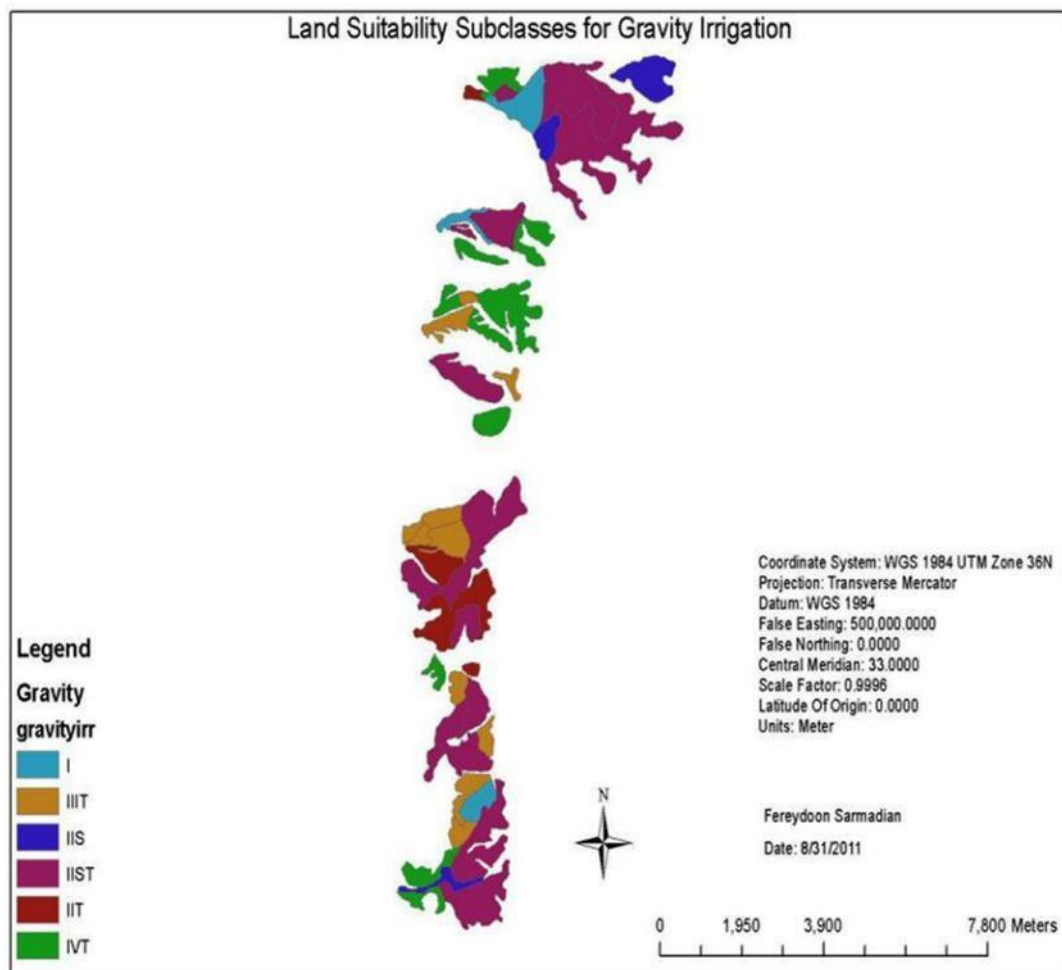 Land Suitability Subclasses for Gravity Irrigation
Coordinate System: WGS 1984 UTM Zone 36N
Projection: Transverse Mercator
Datum: WGS 1984
False Easting: 500,000.0000
False Northing: 0.0000
Central Meridian: 33.0000
Scale Factor: 0.9996
Latitude Of Origin: 0.0000
Units: Meter
Legend
Gravity
gravityirr
I
IIIT
IIS
IIST
IIT
IVT
N
Fereydoon Sarmadian
Date: 8/31/2011
0 1,950 3,900 7,800 Meters